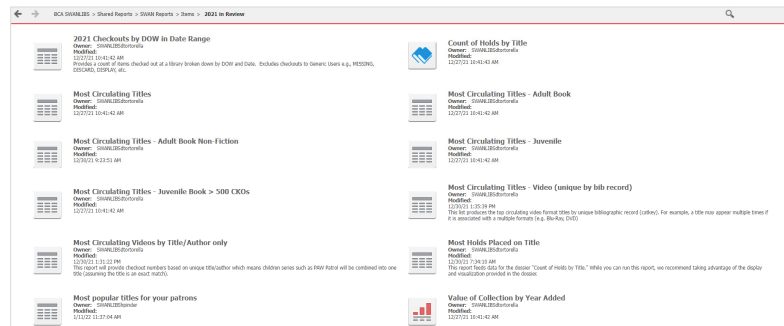 BCA SWANLIBS > Shared Reports > SWAN Reports > Items > 2021 in Review
2021 Checkouts by DOW in Date Range
Owner: SWANLIBSdtortorella
Modified:
12/27/21 10:41:42 AM
Provides a count of items checked out at a library broken down by DOW and Date. Excludes checkouts to Generic Users e.g., MISSING,
DISCARD, DISPLAY, etc.
Count of Holds by Title
Owner: SWANLIBSdtortorella
Modified:
12/27/21 10:41:43 AM
Most Circulating Titles
Owner: SWANLIBSdtortorella
Modified:
12/27/21 10:41:42 AM
Most Circulating Titles - Adult Book
Owner: SWANLIBSdtortorella
Modified:
12/27/21 10:41:42 AM
Most Circulating Titles - Adult Book Non-Fiction
Owner: SWANLIBSdtortorella
Modified:
12/30/21 9:23:51 AM
Most Circulating Titles - Juvenile
Owner: SWANLIBSdtortorella
Modified:
12/27/21 10:41:42 AM
Most Circulating Titles - Juvenile Book > 500 CKOs
Owner: SWANLIBSdtortorella
Modified:
12/27/21 10:41:42 AM
Most Circulating Titles - Video (unique by bib record)
Owner: SWANLIBSdtortorella
Modified:
12/30/21 1:35:39 PM
This list produces the top circulating video format titles by unique bibliographic record (catkey). For example, a title may appear multiple times if
it is associated with a multiple formats (e.g. Blu-Ray, DVD)
Most Circulating Videos by Title/Author only
Owner: SWANLIBSdtortorella
Modified:
12/30/21 1:31:22 PM
This report will provide checkout numbers based on unique title/author which means children series such as PAW Patrol will be combined into one
title (assuming the title is an exact match).
Most Holds Placed on Title
Owner: SWANLIBSdtortorella
Modified:
12/30/21 7:34:10 AM
This report feeds data for the dossier "Count of Holds by Title." While you can run this report, we recommend taking advantage of the display
and visualization provided in the dossier.
Most popular titles for your patrons
Owner: SWANLIBShpinder
Modified:
1/11/22 11:37:04 AM
Value of Collection by Year Added
Owner: SWANLIBSdtortorella
Modified:
12/27/21 10:41:42 AM